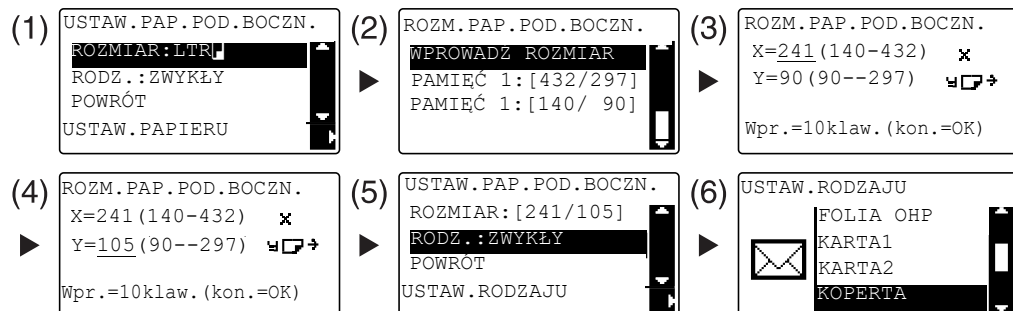 (1)
USTAW.PAP.POD.BOCZN.
ROZMIAR:LTR
RODZ.:ZWYKŁY
POWRÓT
USTAW.PAPIERU
(2)
ROZM.PAP.POD.BOCZN.
WPROWADZ ROZMIAR
PAMIĘĆ 1:[432/297]
PAMIĘĆ 1:[140/ 90]
(3)
ROZM.PAP.POD.BOCZN.
X=241(140-432) X
Y=90(90--297) Y
Wpr.=10klaw.(kon.=OK)
(4)
ROZM.PAP.POD.BOCZN.
X=241(140-432) X
Y=105(90--297) Y
Wpr.=10klaw.(kon.=OK)
(5)
USTAW.PAP.POD.BOCZN.
ROZMIAR:[241/105]
RODZ.:ZWYKŁY
POWRÓT
USTAW.RODZAJU
(6)
USTAW.RODZAJU
FOLIA OHP
KARTA1
KARTA2
KOPERTA